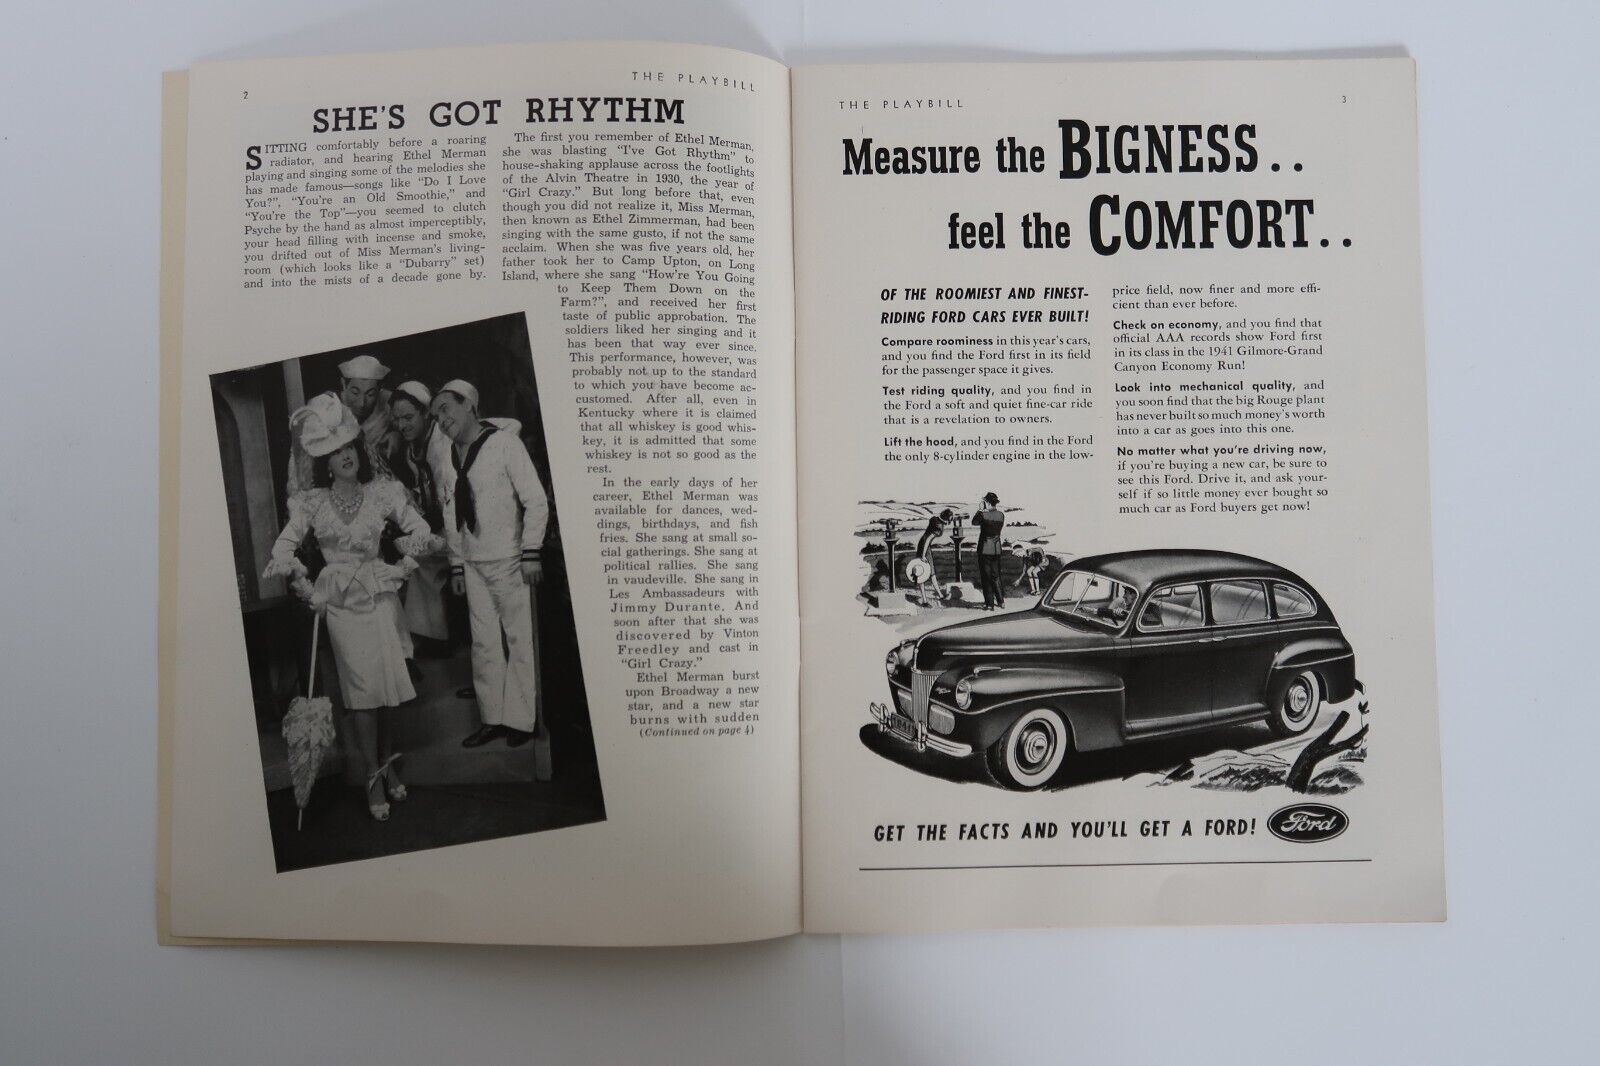 2
THE PLAYBILL
SHE'S GOT RHYTHM
SITTING comfortably before a roaring
radiator, and hearing Ethel Merman
playing and singing some of the melodies she
has made famous—songs like "Do I Love
You?", "You're an Old Smoothie," and
"You're the Top"—you seemed to clutch
Psyche by the hand as almost imperceptibly,
your head filling with incense and smoke,
you drifted out of Miss Merman's living-
room (which looks like a "Dubarry" set)
and into the mists of a decade gone by.
The first you remember of Ethel Merman,
she was blasting "I've Got Rhythm" to
house-shaking applause across the footlights
of the Alvin Theatre in 1930, the year of
"Girl Crazy." But long before that, even
though you did not realize it, Miss Merman,
then known as Ethel Zimmerman, had been
singing with the same gusto, if not the same
acclaim. When she was five years old, her
father took her to Camp Upton, on Long
Island, where she sang "How're You Going
to Keep Them Down on the
Farm?", and received her first
taste of public approbation. The
soldiers liked her singing and it
has been that way ever since.
This performance, however, was
probably not up to the standard
to which you have become ac-
customed. After all, even in
Kentucky where it is claimed
that all whiskey is good whis-
key, it is admitted that some
whiskey is not so good as the
rest.
In the early days of her
career, Ethel Merman was
available for dances, wed-
dings, birthdays, and fish
fries. She sang at small so-
cial gatherings. She sang at
political rallies. She sang
in vaudeville. She sang in
Les Ambassadeurs with
Jimmy Durante. And
soon after that she was
discovered by Vinton
Freedley and cast in
"Girl Crazy."
Ethel Merman burst
upon Broadway a new
star, and a new star
burns with sudden
(Continued on page 4)
THE PLAYBILL
3
Measure the BIGNESS..
feel the COMFORT..
OF THE ROOMIEST AND FINEST-
RIDING FORD CARS EVER BUILT!
Compare roominess in this year's cars,
and you find the Ford first in its field
for the passenger space it gives.
Test riding quality, and you find in
the Ford a soft and quiet fine-car ride
that is a revelation to owners.
Lift the hood, and you find in the Ford
the only 8-cylinder engine in the low-
price field, now finer and more effi-
cient than ever before.
Check on economy, and you find that
official AAA records show Ford first
in its class in the 1941 Gilmore-Grand
Canyon Economy Run!
Look into mechanical quality, and
you soon find that the big Rouge plant
has never built so much money's worth
into a car as goes into this one.
No matter what you're driving now,
if you're buying a new car, be sure to
see this Ford. Drive it, and ask your-
self if so little money ever bought so
much car as Ford buyers get now!
GET THE FACTS AND YOU'LL GET A FORD!
Ford